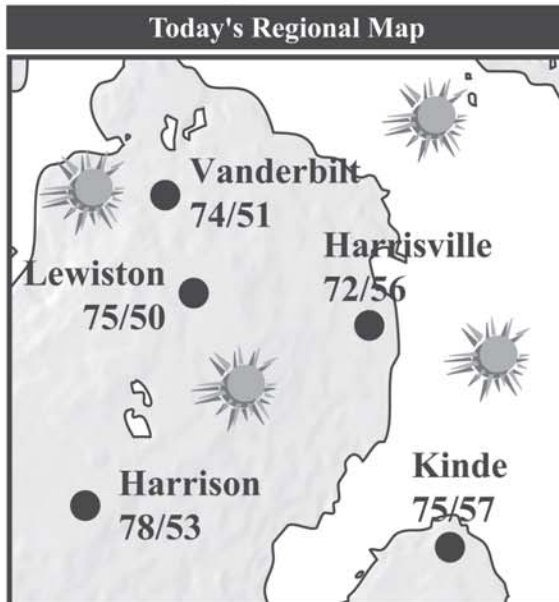 Today's Regional Map
Vanderbilt
74/51
Harrisville
72/56
Lewiston
75/50
Kinde
75/57
Harrison
78/53